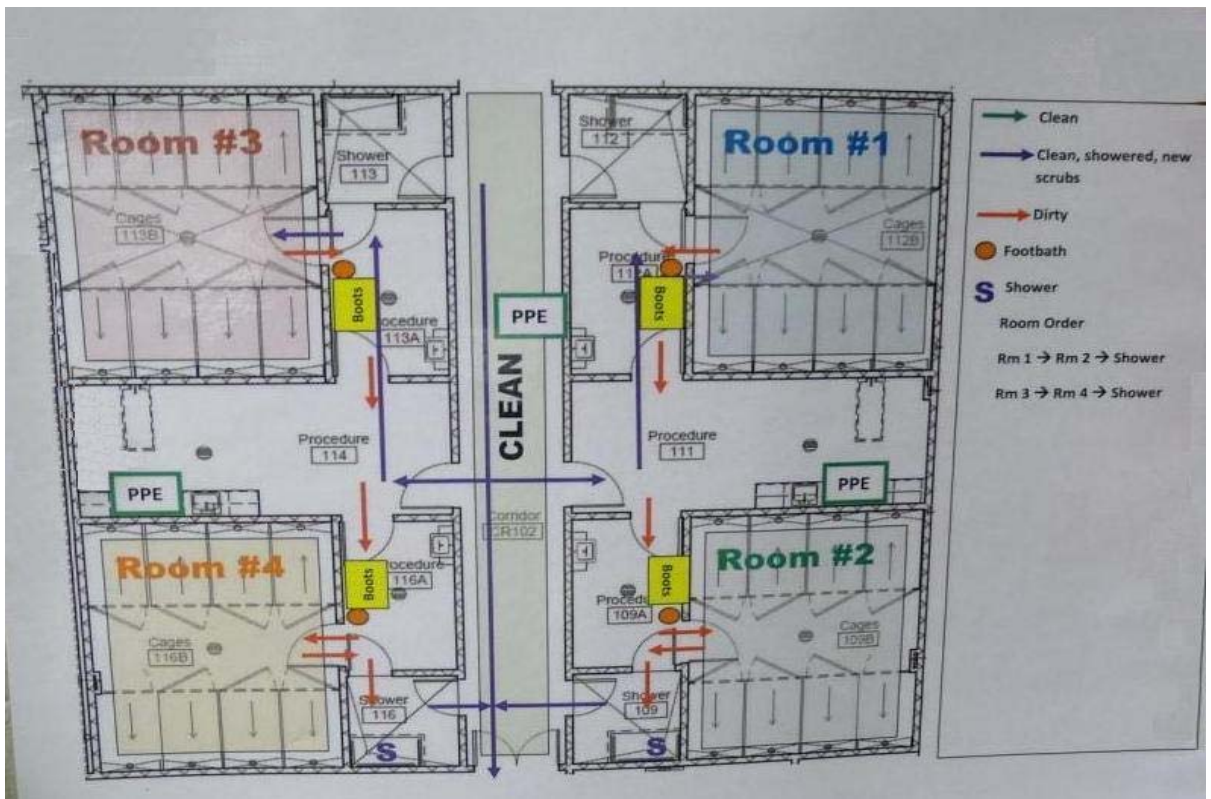 Room #3
Shower
113
Cages
113B
Boots
Procedure
113A
Procedure
114
PPE
Room #4
Boots
Procedure
116A
Cages
116B
Shower
116
S
CLEAN
PPE
Corridor
CR102
Shower
112
Room #1
Cages
112B
Boots
Procedure
111
PPE
Room #2
Boots
109A
Cages
109B
Shower
109
S
Clean
Clean, showered, new
scrubs
Dirty
Footbath
S Shower
Room Order
Rm 1 → Rm 2 → Shower
Rm 3 → Rm 4 → Shower